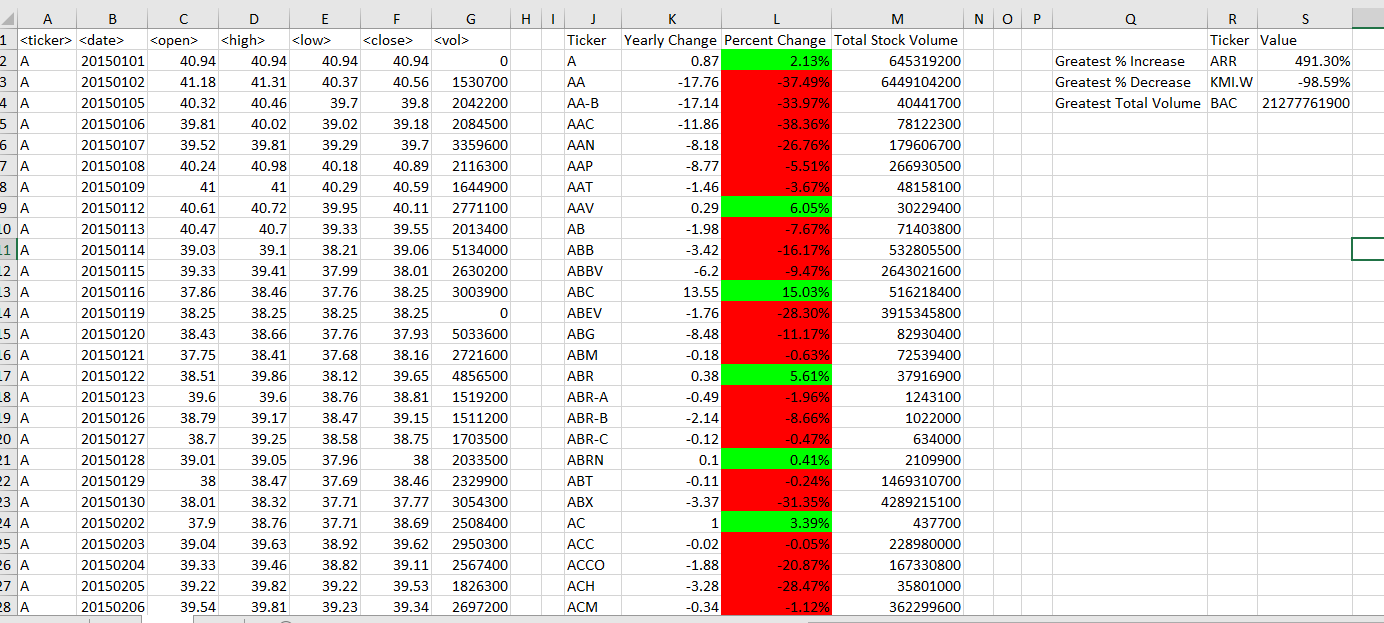 A B C D E F G H I J K L M N O P Q R S
1 <ticker> <date> <open> <high> <low> <close> <vol> Ticker Yearly Change Percent Change Total Stock Volume Ticker Value
2 A 20150101 40.94 40.94 40.94 40.94 0 A 0.87 2.13% 645319200 Greatest % Increase ARR 491.30%
3 A 20150102 41.18 41.31 40.37 40.56 1530700 AA -17.76 -37.49% 6449104200 Greatest % Decrease KMI.W -98.59%
4 A 20150105 40.32 40.46 39.7 39.8 2042200 AA-B -17.14 -33.97% 40441700 Greatest Total Volume BAC 21277761900
5 A 20150106 39.81 40.02 39.02 39.18 2084500 AAC -11.86 -38.36% 78122300
6 A 20150107 39.52 39.81 39.29 39.7 3359600 AAN -8.18 -26.76% 179606700
7 A 20150108 40.24 40.98 40.18 40.89 2116300 AAP -8.77 -5.51% 266930500
8 A 20150109 41 41 40.29 40.59 1644900 AAT -1.46 -3.67% 48158100
9 A 20150112 40.61 40.72 39.95 40.11 2771100 AAV 0.29 6.05% 30229400
10 A 20150113 40.47 40.7 39.33 39.55 2013400 AB -1.98 -7.67% 71403800
11 A 20150114 39.03 39.1 38.21 39.06 5134000 ABB -3.42 -16.17% 532805500
12 A 20150115 39.33 39.41 37.99 38.01 2630200 ABBV -6.2 -9.47% 2643021600
13 A 20150116 37.86 38.46 37.76 38.25 3003900 ABC 13.55 15.03% 516218400
14 A 20150119 38.25 38.25 38.25 38.25 0 ABEV -1.76 -28.30% 3915345800
15 A 20150120 38.43 38.66 37.76 37.93 5033600 ABG -8.48 -11.17% 82930400
16 A 20150121 37.75 38.41 37.68 38.16 2721600 ABM -0.18 -0.63% 72539400
17 A 20150122 38.51 39.86 38.12 39.65 4856500 ABR 0.38 5.61% 37916900
18 A 20150123 39.6 39.6 38.76 38.81 1519200 ABR-A -0.49 -1.96% 1243100
19 A 20150126 38.79 39.17 38.47 39.15 1511200 ABR-B -2.14 -8.66% 1022000
20 A 20150127 38.7 39.25 38.58 38.75 1703500 ABR-C -0.12 -0.47% 634000
21 A 20150128 39.01 39.05 37.96 38 2033500 ABRN 0.1 0.41% 2109900
22 A 20150129 38 38.47 37.69 38.46 2329900 ABT -0.11 -0.24% 1469310700
23 A 20150130 38.01 38.32 37.71 37.77 3054300 ABX -3.37 -31.35% 4289215100
24 A 20150202 37.9 38.76 37.71 38.69 2508400 AC 1 3.39% 437700
25 A 20150203 39.04 39.63 38.92 39.62 2950300 ACC -0.02 -0.05% 228980000
26 A 20150204 39.33 39.46 38.82 39.11 2567400 ACCO -1.88 -20.87% 167330800
27 A 20150205 39.22 39.82 39.22 39.53 1826300 ACH -3.28 -28.47% 35801000
28 A 20150206 39.54 39.81 39.23 39.34 2697200 ACM -0.34 -1.12% 362299600